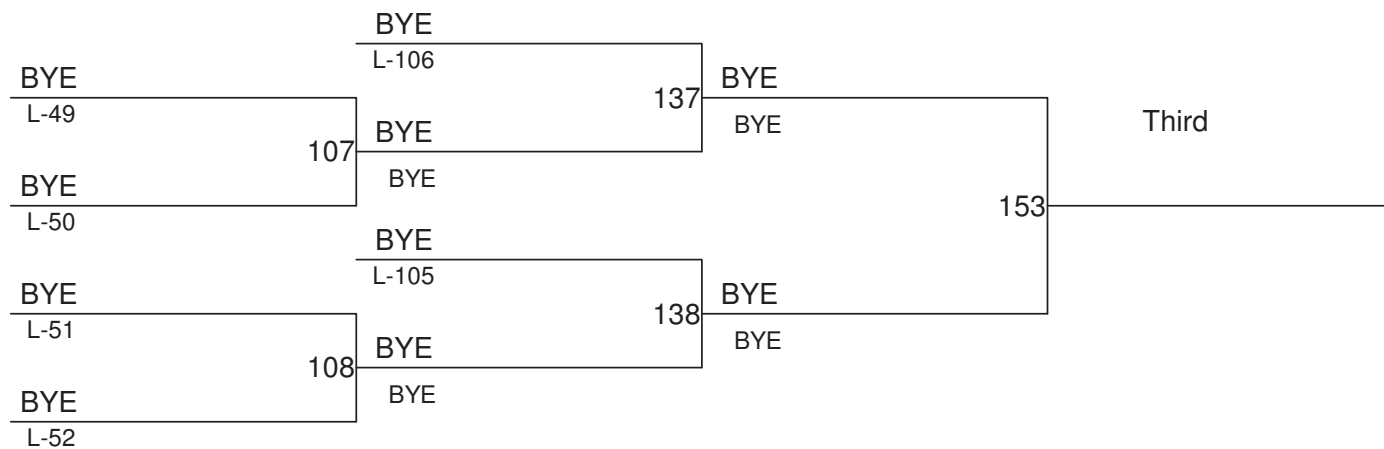 BYE
L-106
BYE
L-49
137
BYE
BYE
Third
107
BYE
BYE
BYE
L-50
153
BYE
L-105
BYE
L-51
138
BYE
BYE
108
BYE
BYE
BYE
L-52